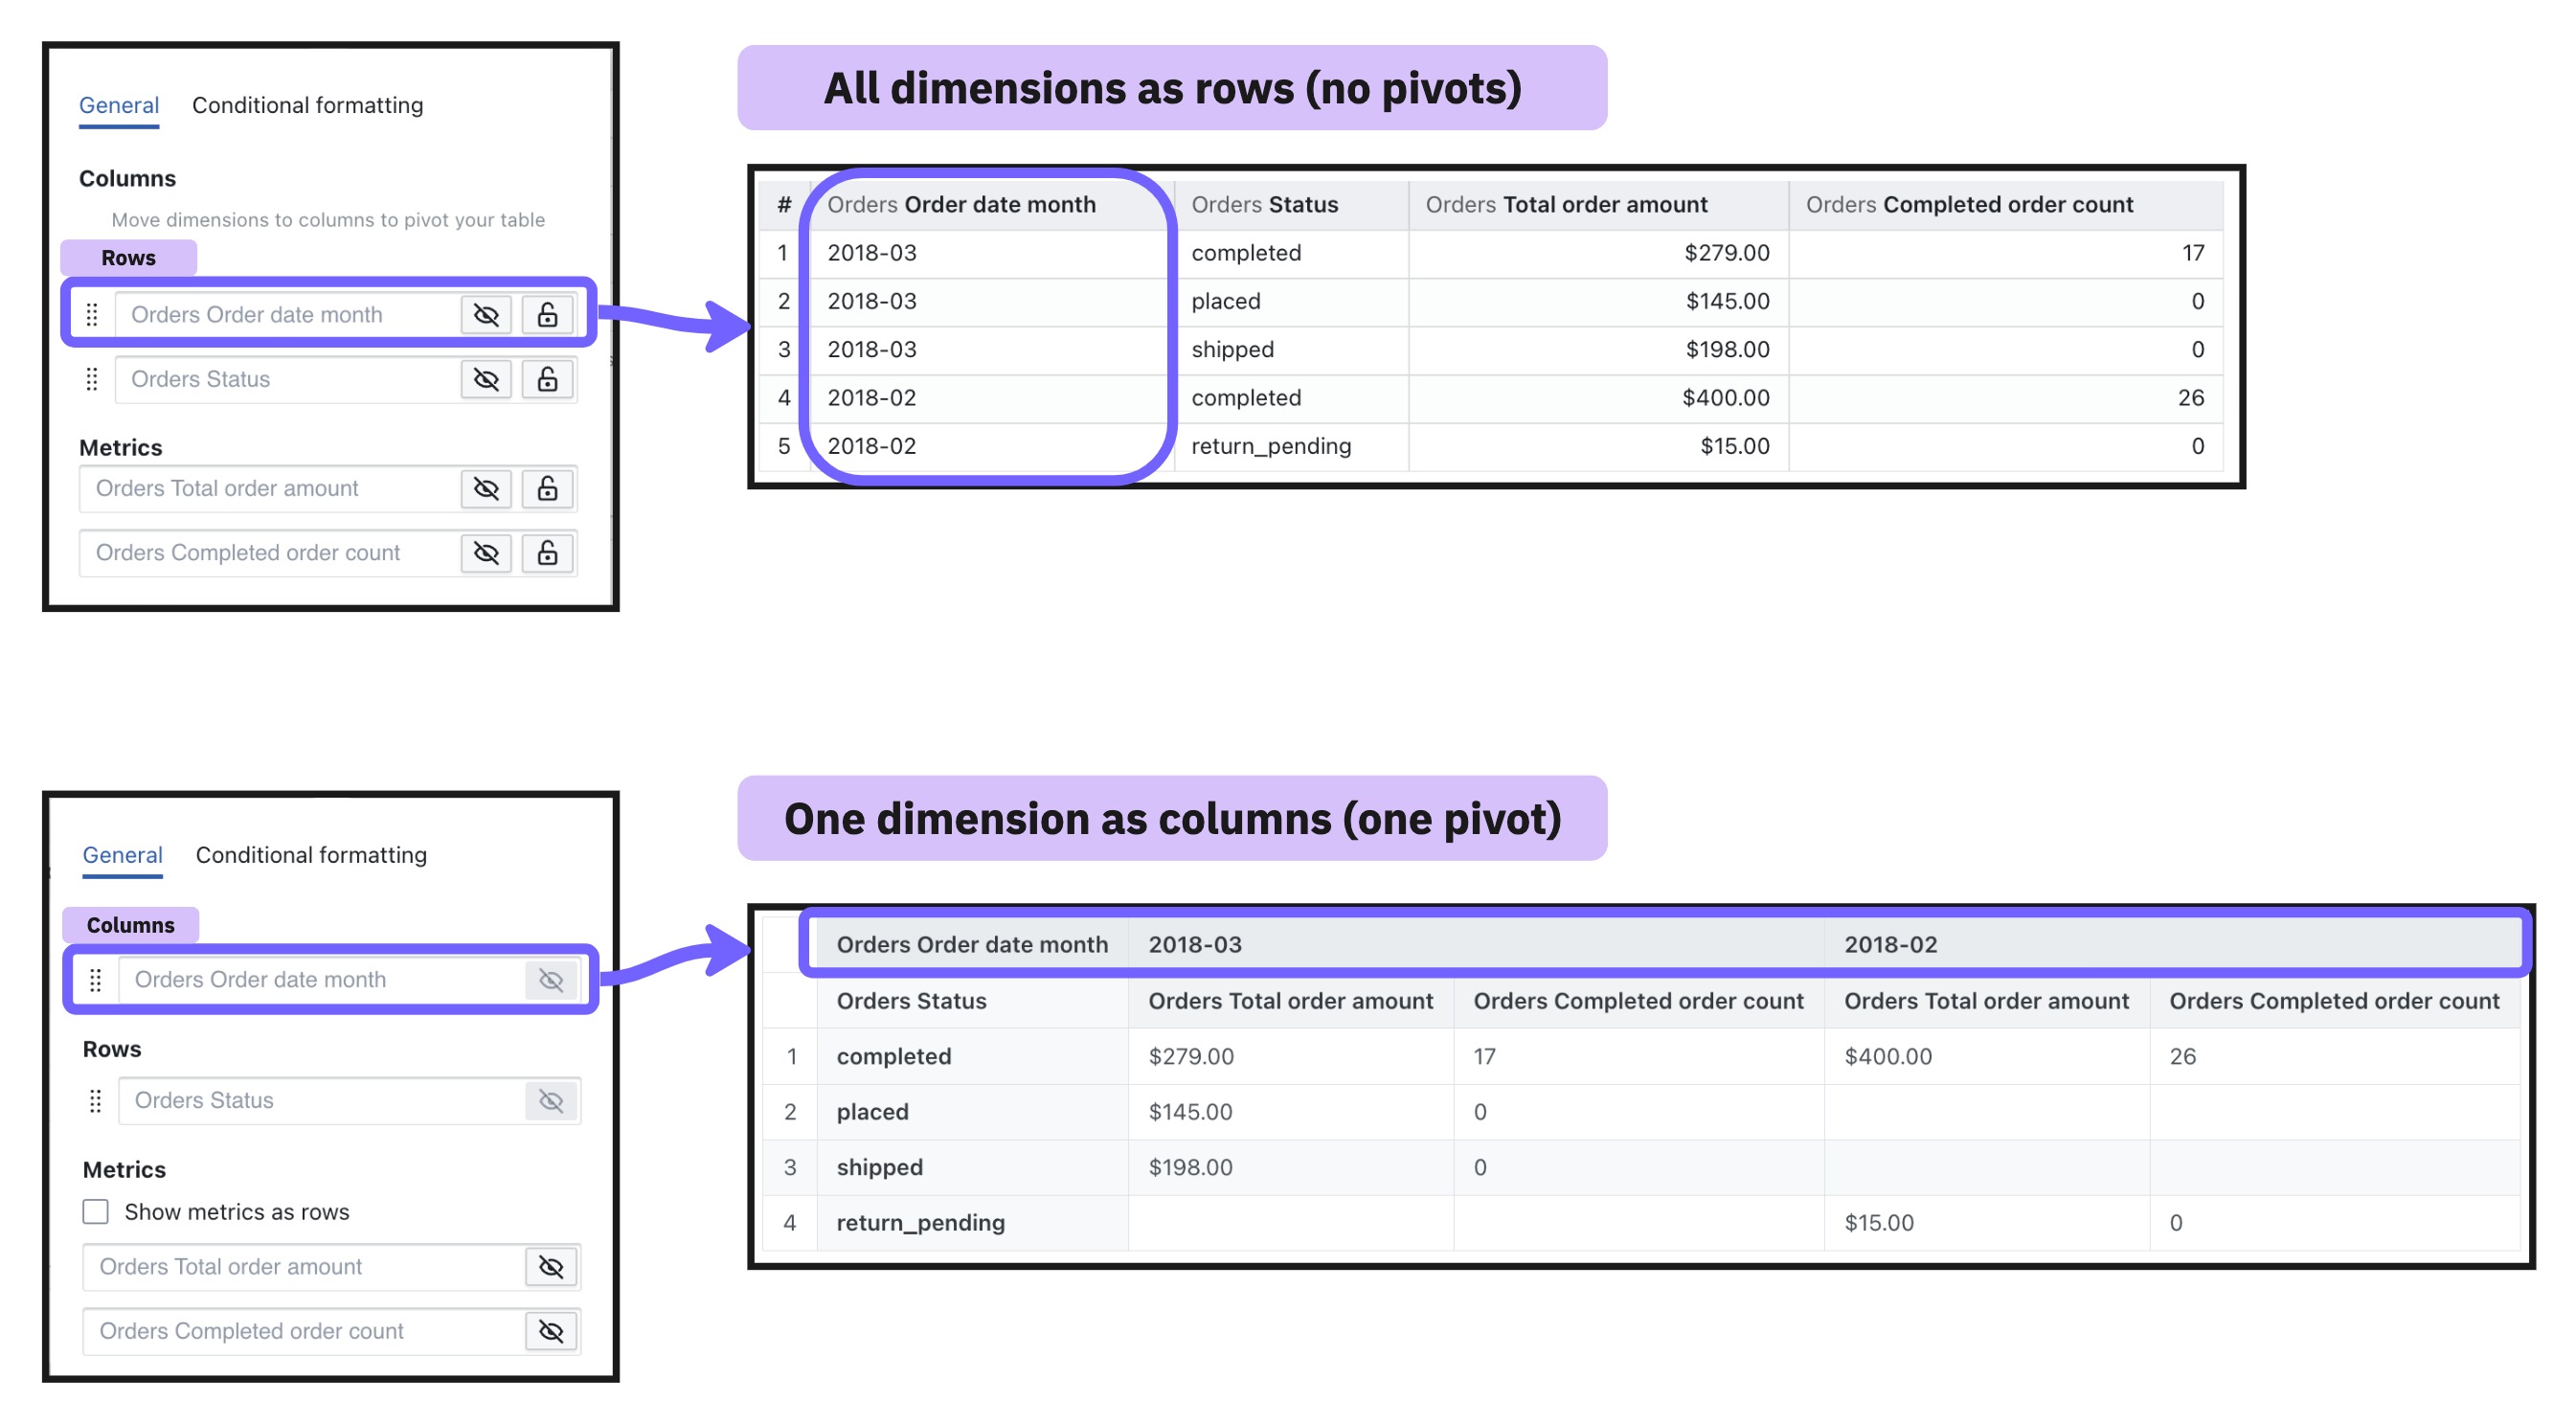 All dimensions as rows (no pivots)
General Conditional formatting
Columns
Move dimensions to columns to pivot your table
Rows
Orders Order date month
Orders Status
Metrics
Orders Total order amount
Orders Completed order count
# Orders Order date month Orders Status Orders Total order amount Orders Completed order count
1 2018-03 completed $279.00 17
2 2018-03 placed $145.00 0
3 2018-03 shipped $198.00 0
4 2018-02 completed $400.00 26
5 2018-02 return_pending $15.00 0
One dimension as columns (one pivot)
General Conditional formatting
Columns
Orders Order date month
Rows
Orders Status
Metrics
Show metrics as rows
Orders Total order amount
Orders Completed order count
Orders Order date month 2018-03 2018-02
Orders Status Orders Total order amount Orders Completed order count Orders Total order amount Orders Completed order count
1 completed $279.00 17 $400.00 26
2 placed $145.00 0
3 shipped $198.00 0
4 return_pending $15.00 0